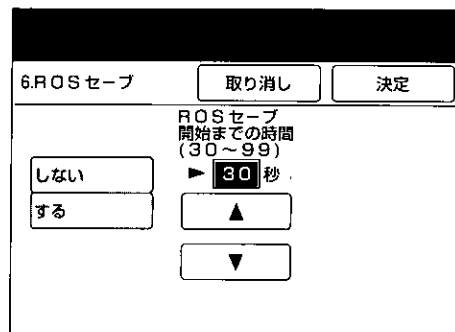 6.ROSセーブ 取り消し 決定
ROSセーブ
開始までの時間
(30～99)
しない ► 30 秒
する ▲
▼